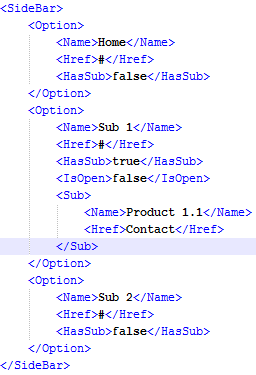 <SideBar>
<Option>
<Name>Home</Name>
<Href>#</Href>
<HasSub>false</HasSub>
</Option>
<Option>
<Name>Sub 1</Name>
<Href>#</Href>
<HasSub>true</HasSub>
<IsOpen>false</IsOpen>
<Sub>
<Name>Product 1.1</Name>
<Href>Contact</Href>
</Sub>
</Option>
<Option>
<Name>Sub 2</Name>
<Href>#</Href>
<HasSub>false</HasSub>
</Option>
</SideBar>